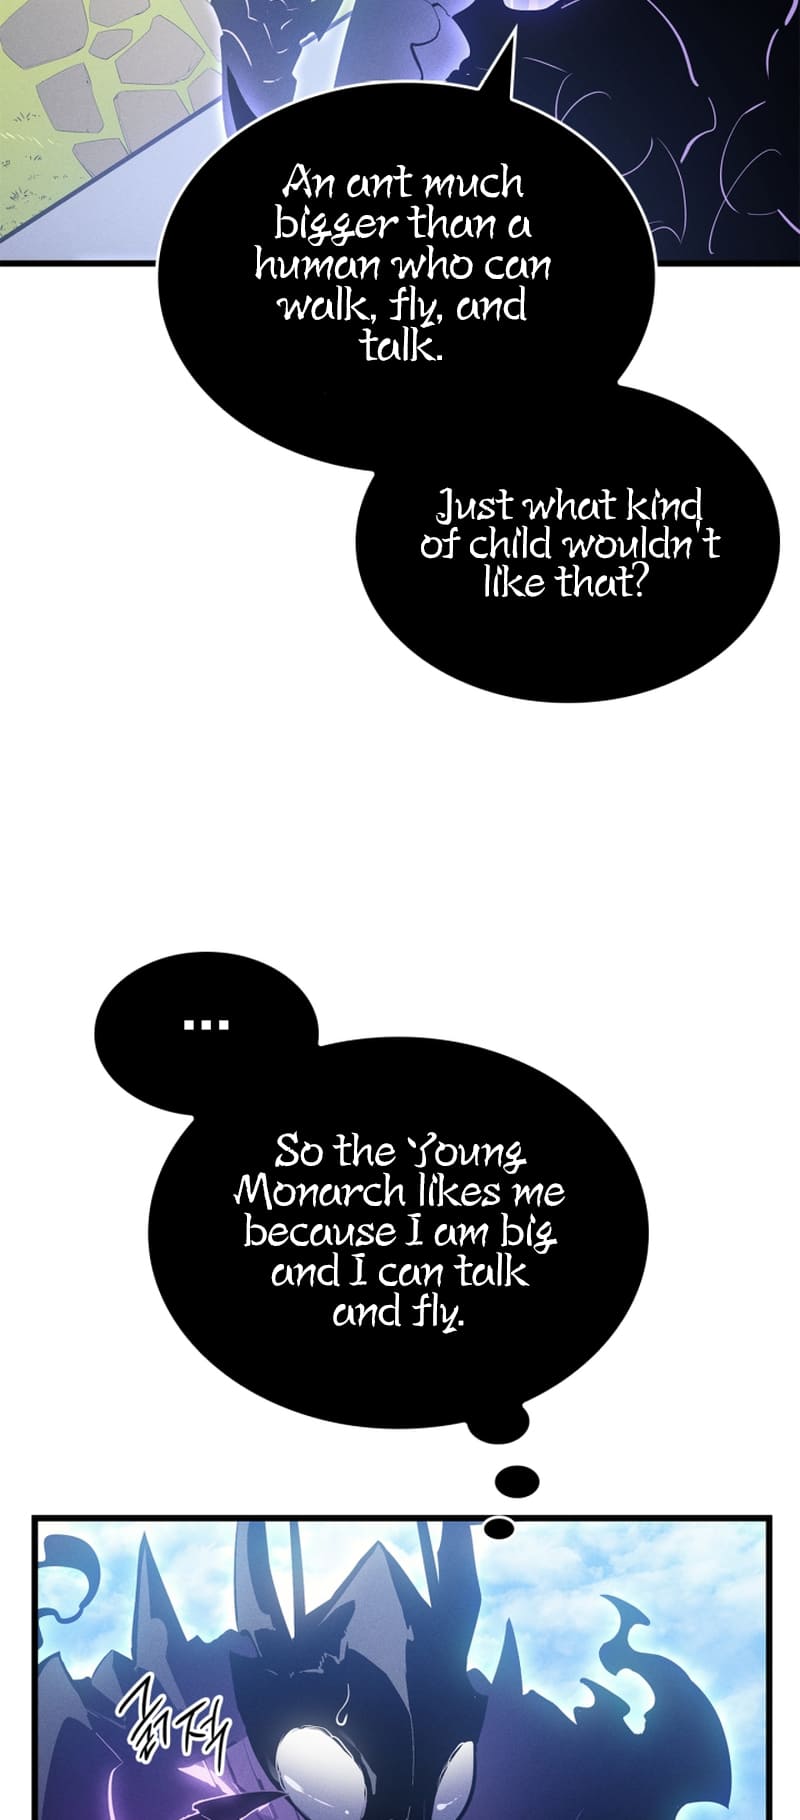 An ant much
bigger than a
human who can
walk, fly, and
talk.
Just what kind
of child wouldn't
like that?
...
So the Young
Monarch likes me
because I am big
and I can talk
and fly.